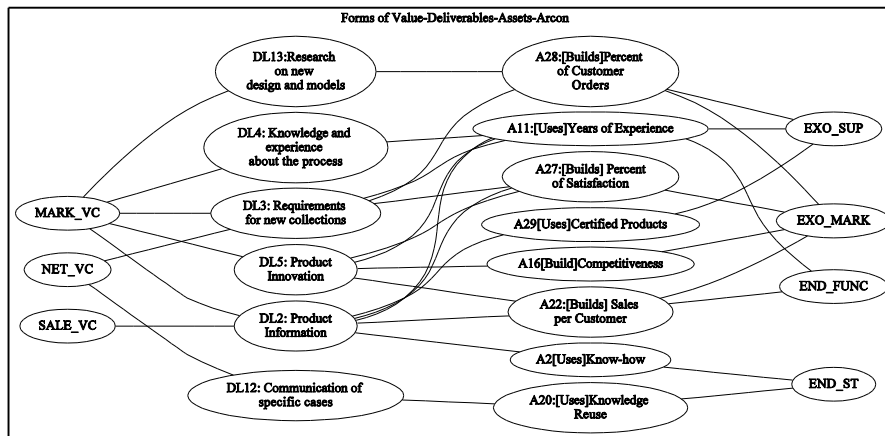 Forms of Value-Deliverables-Assets-Arcon
MARK_VC
NET_VC
SALE_VC
DL13:Research
on new
design and models
DL4: Knowledge and
experience
about the process
DL3: Requirements
for new collections
DL5: Product
Innovation
DL2: Product
Information
DL12: Communication of
specific cases
A28:[Builds]Percent
of Customer
Orders
A11:[Uses]Years of Experience
A27:[Builds] Percent
of Satisfaction
A29[Uses]Certified Products
A16[Build]Competitiveness
A22:[Builds] Sales
per Customer
A2[Uses]Know-how
A20:[Uses]Knowledge
Reuse
EXO_SUP
EXO_MARK
END_FUNC
END_ST